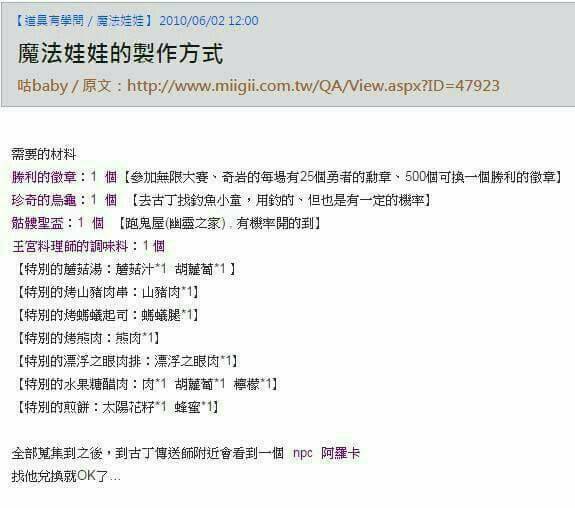 【道具有學問 / 魔法娃娃】 2010/06/02 12:00
魔法娃娃的製作方式
咕baby / 原文：http://www.miigii.com.tw/QA/View.aspx?ID=47923
需要的材料
勝利的徽章：1 個【參加無限大賽、奇岩的每場有25個勇者的勳章、500個可換一個勝利的徽章】
珍奇的烏龜：1 個 【去古丁找釣魚小童，用釣的、但也是有一定的機率】
骷髏聖盃：1 個 【跑鬼屋(幽靈之家) . 有機率開的到】
王宮料理師的調味料：1個
【特別的蘑菇湯：蘑菇汁*1 胡蘿蔔*1 】
【特別的烤山豬肉串：山豬肉*1】
【特別的烤螞蟻起司：螞蟻腿*1】
【特別的烤熊肉：熊肉*1】
【特別的漂浮之眼肉排：漂浮之眼肉*1】
【特別的水果糖醋肉：肉*1 胡蘿蔔*1 檸檬*1】
【特別的煎餅：太陽花籽*1 蜂蜜*1】
全部蒐集到之後，到古丁傳送師附近會看到一個 npc 阿羅卡
找他兌換就OK了...